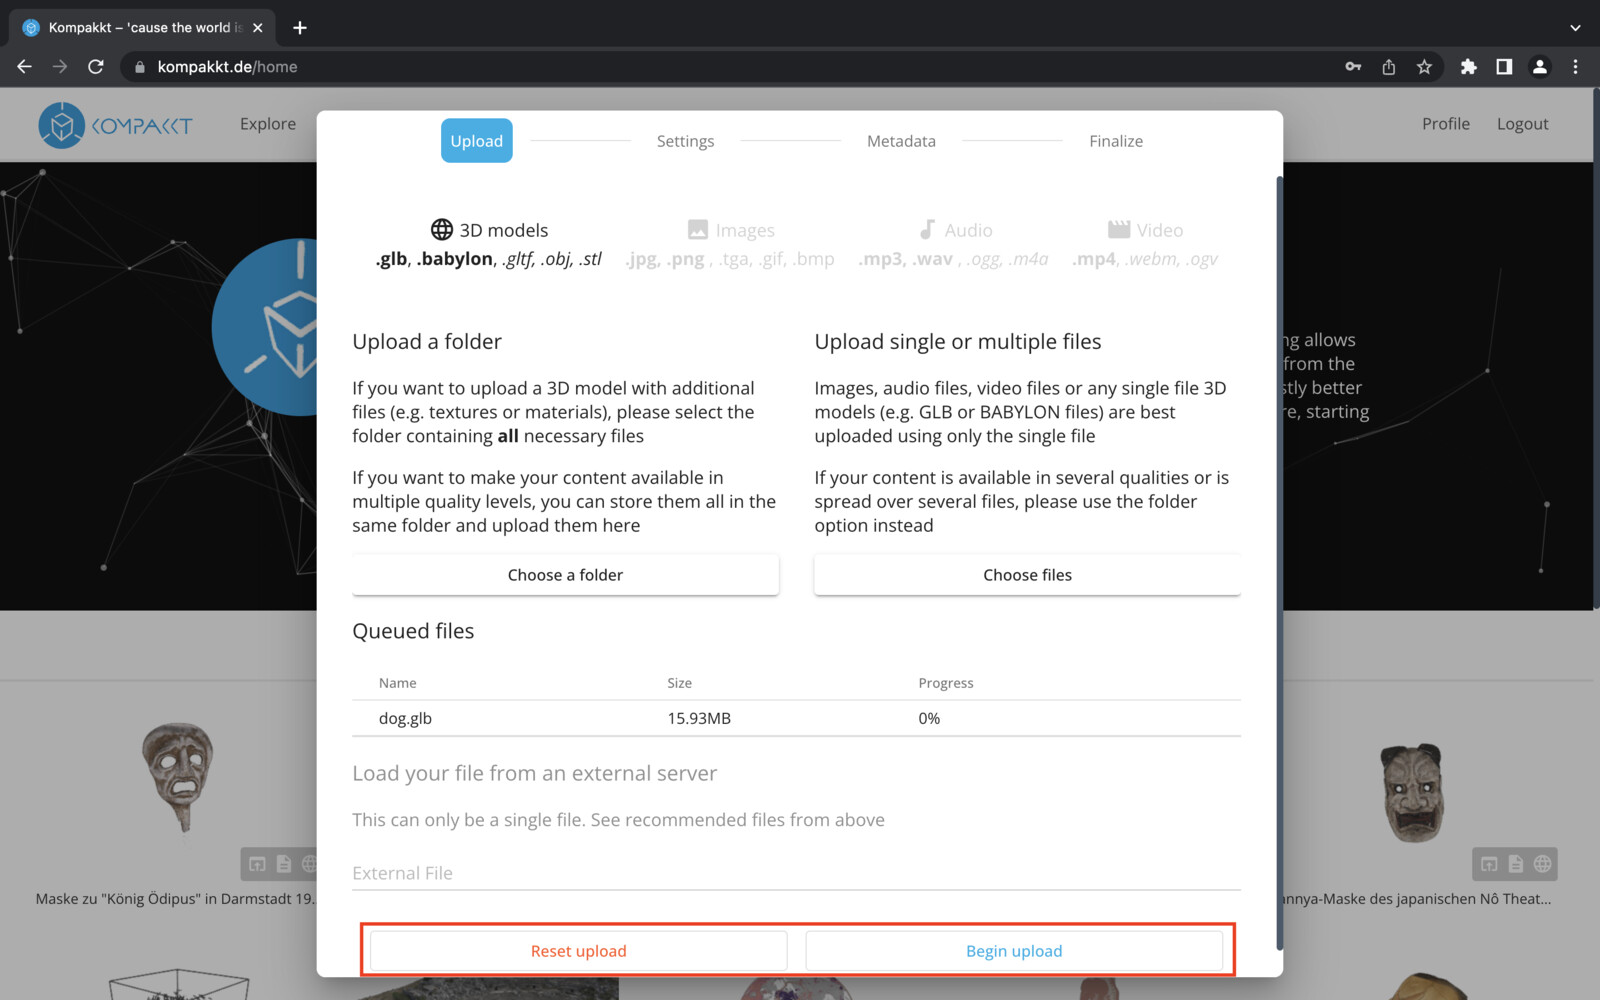 Kompakkt – 'cause the world is
kompakkt.de/home
KOMPAKKT
Explore
Profile
Logout
Upload
Settings
Metadata
Finalize
3D models
.glb, .babylon, .gltf, .obj, .stl
Images
.jpg, .png , .tga, .gif, .bmp
Audio
.mp3, .wav , .ogg, .m4a
Video
.mp4, .webm, .ogv
Upload a folder
If you want to upload a 3D model with additional
files (e.g. textures or materials), please select the
folder containing all necessary files
If you want to make your content available in
multiple quality levels, you can store them all in the
same folder and upload them here
Choose a folder
Upload single or multiple files
Images, audio files, video files or any single file 3D
models (e.g. GLB or BABYLON files) are best
uploaded using only the single file
If your content is available in several qualities or is
spread over several files, please use the folder
option instead
Choose files
ng allows
from the
stly better
re, starting
Queued files
Name Size Progress
dog.glb 15.93MB 0%
Load your file from an external server
This can only be a single file. See recommended files from above
External File
Maske zu "König Ödipus" in Darmstadt 19...
annya-Maske des japanischen Nô Theat...
Reset upload
Begin upload